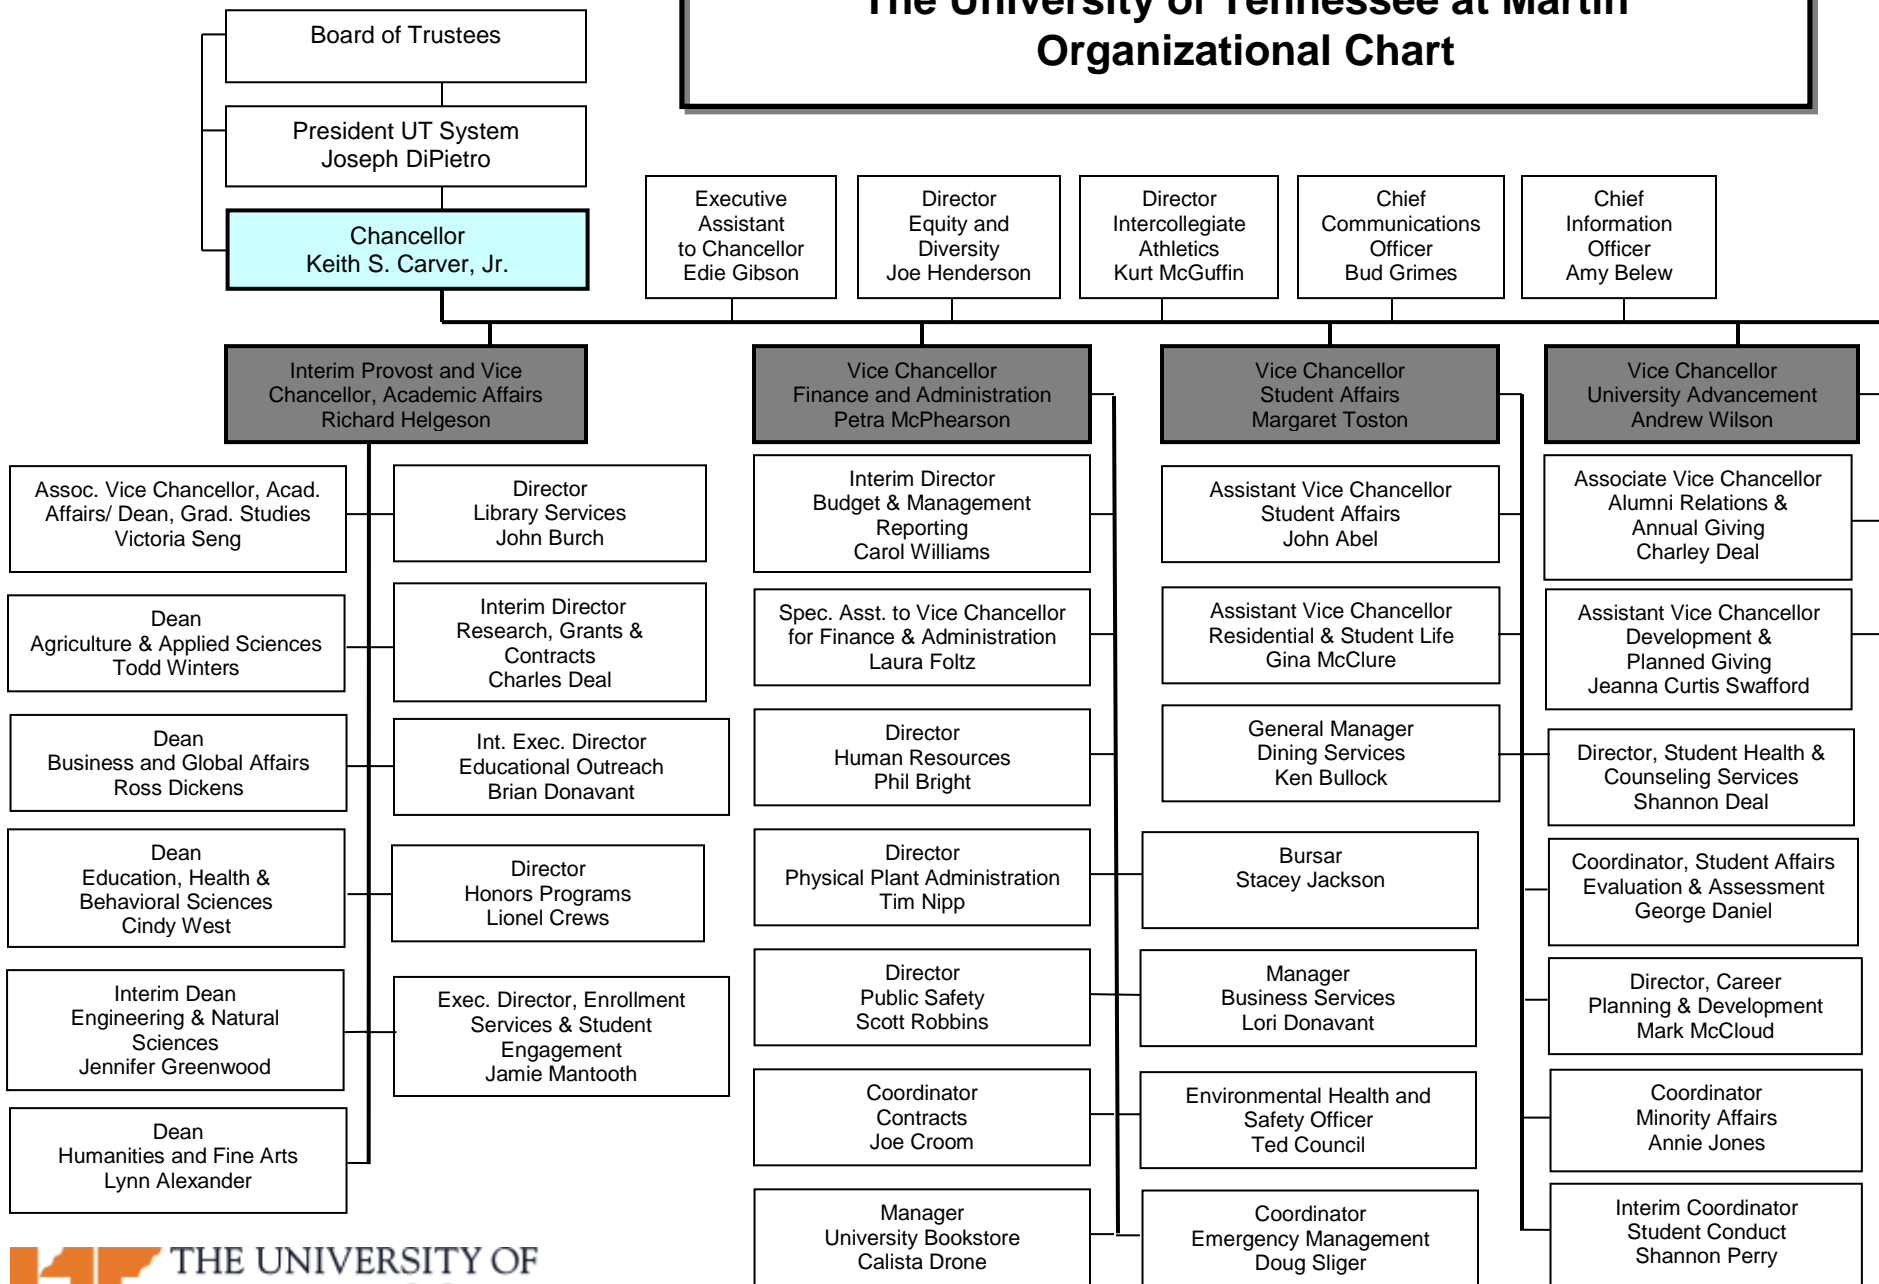 The University of Tennessee at Martin
Organizational Chart
Board of Trustees
President UT System
Joseph DiPietro
Chancellor
Keith S. Carver, Jr.
Executive
Assistant
to Chancellor
Edie Gibson
Director
Equity and
Diversity
Joe Henderson
Director
Intercollegiate
Athletics
Kurt McGuffin
Chief
Communications
Officer
Bud Grimes
Chief
Information
Officer
Amy Belew
Interim Provost and Vice
Chancellor, Academic Affairs
Richard Helgeson
Vice Chancellor
Finance and Administration
Petra McPhearson
Vice Chancellor
Student Affairs
Margaret Toston
Vice Chancellor
University Advancement
Andrew Wilson
Assoc. Vice Chancellor, Acad.
Affairs/ Dean, Grad. Studies
Victoria Seng
Director
Library Services
John Burch
Interim Director
Budget & Management
Reporting
Carol Williams
Assistant Vice Chancellor
Student Affairs
John Abel
Associate Vice Chancellor
Alumni Relations &
Annual Giving
Charley Deal
Dean
Agriculture & Applied Sciences
Todd Winters
Interim Director
Research, Grants &
Contracts
Charles Deal
Spec. Asst. to Vice Chancellor
for Finance & Administration
Laura Foltz
Assistant Vice Chancellor
Residential & Student Life
Gina McClure
Assistant Vice Chancellor
Development &
Planned Giving
Jeanna Curtis Swafford
Dean
Business and Global Affairs
Ross Dickens
Int. Exec. Director
Educational Outreach
Brian Donavant
Director
Human Resources
Phil Bright
General Manager
Dining Services
Ken Bullock
Director, Student Health &
Counseling Services
Shannon Deal
Dean
Education, Health &
Behavioral Sciences
Cindy West
Director
Honors Programs
Lionel Crews
Director
Physical Plant Administration
Tim Nipp
Bursar
Stacey Jackson
Coordinator, Student Affairs
Evaluation & Assessment
George Daniel
Interim Dean
Engineering & Natural
Sciences
Jennifer Greenwood
Exec. Director, Enrollment
Services & Student
Engagement
Jamie Mantooth
Director
Public Safety
Scott Robbins
Manager
Business Services
Lori Donavant
Director, Career
Planning & Development
Mark McCloud
Dean
Humanities and Fine Arts
Lynn Alexander
Coordinator
Contracts
Joe Croom
Environmental Health and
Safety Officer
Ted Council
Coordinator
Minority Affairs
Annie Jones
Manager
University Bookstore
Calista Drone
Coordinator
Emergency Management
Doug Sliger
Interim Coordinator
Student Conduct
Shannon Perry
THE UNIVERSITY OF